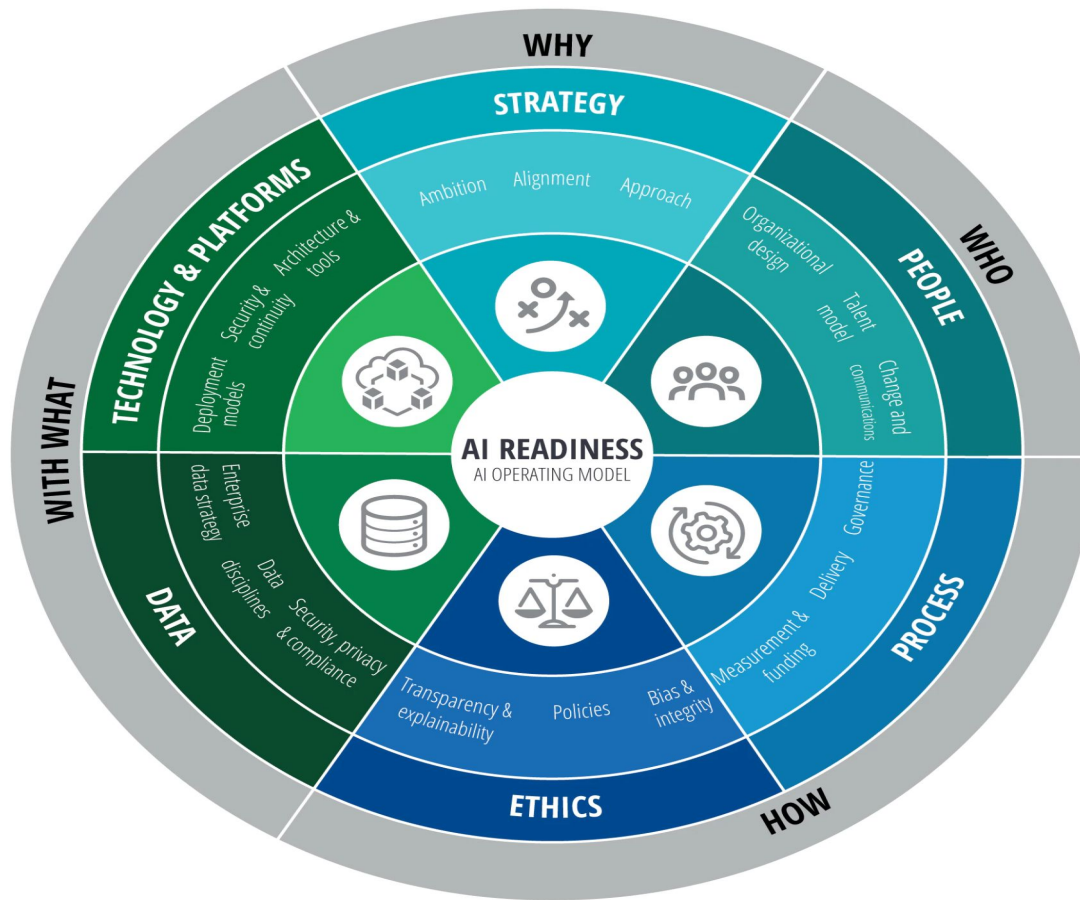 WHY
STRATEGY
Ambition
Alignment
Approach
WHO
PEOPLE
Organizational
design
Talent
model
Change and
communications
HOW
PROCESS
Governance
Delivery
Measurement &
funding
ETHICS
Bias &
integrity
Policies
Transparency &
explainability
WITH WHAT
DATA
Security, privacy
& compliance
Data
disciplines
Enterprise
data strategy
TECHNOLOGY & PLATFORMS
Deployment
models
Security &
continuity
Architecture &
tools
AI READINESS
AI OPERATING MODEL